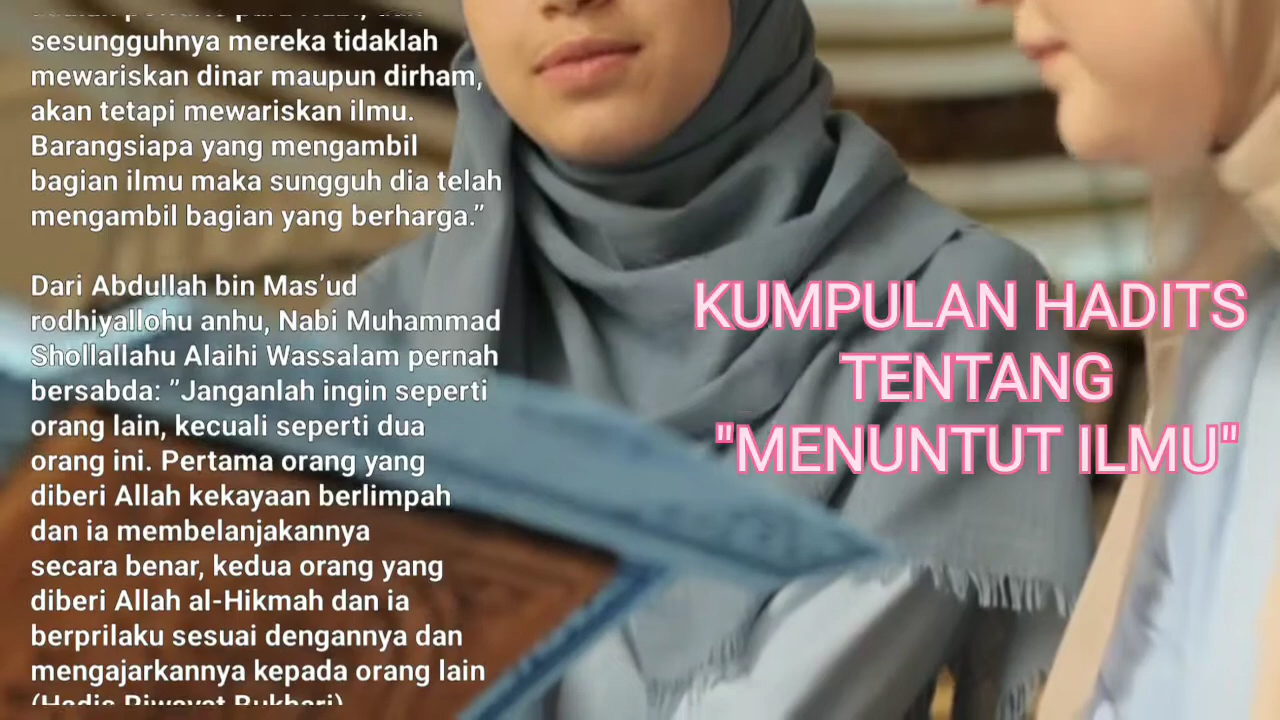 sesungguhnya mereka tidaklah
mewariskan dinar maupun dirham,
akan tetapi mewariskan ilmu.
Barangsiapa yang mengambil
bagian ilmu maka sungguh dia telah
mengambil bagian yang berharga.”
Dari Abdullah bin Mas’ud
rodhiyallohu anhu, Nabi Muhammad
Shollallahu Alaihi Wassalam pernah
bersabda: ”Janganlah ingin seperti
orang lain, kecuali seperti dua
orang ini. Pertama orang yang
diberi Allah kekayaan berlimpah
dan ia membelanjakannya
secara benar, kedua orang yang
diberi Allah al-Hikmah dan ia
berprilaku sesuai dengannya dan
mengajarkannya kepada orang lain
(Hadis Riwayat Bukhari)
KUMPULAN HADITS
TENTANG
"MENUNTUT ILMU"